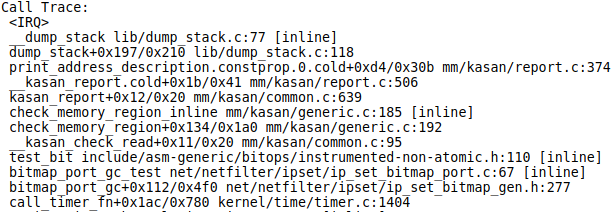 Call Trace:
<IRQ>
__dump_stack lib/dump_stack.c:77 [inline]
dump_stack+0x197/0x210 lib/dump_stack.c:118
print_address_description.constprop.0.cold+0xd4/0x30b mm/kasan/report.c:374
__kasan_report.cold+0x1b/0x41 mm/kasan/report.c:506
kasan_report+0x12/0x20 mm/kasan/common.c:639
check_memory_region_inline mm/kasan/generic.c:185 [inline]
check_memory_region+0x134/0x1a0 mm/kasan/generic.c:192
__kasan_check_read+0x11/0x20 mm/kasan/common.c:95
test_bit include/asm-generic/bitops/instrumented-non-atomic.h:110 [inline]
bitmap_port_gc_test net/netfilter/ipset/ip_set_bitmap_port.c:67 [inline]
bitmap_port_gc+0x112/0x4f0 net/netfilter/ipset/ip_set_bitmap_gen.h:277
call_timer_fn+0x1ac/0x780 kernel/time/timer.c:1404